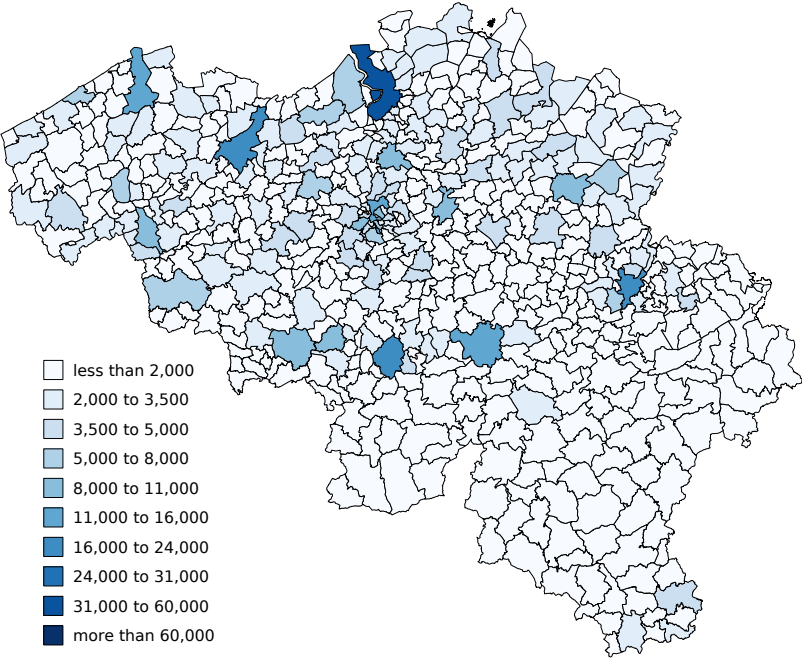 less than 2,000
2,000 to 3,500
3,500 to 5,000
5,000 to 8,000
8,000 to 11,000
11,000 to 16,000
16,000 to 24,000
24,000 to 31,000
31,000 to 60,000
more than 60,000